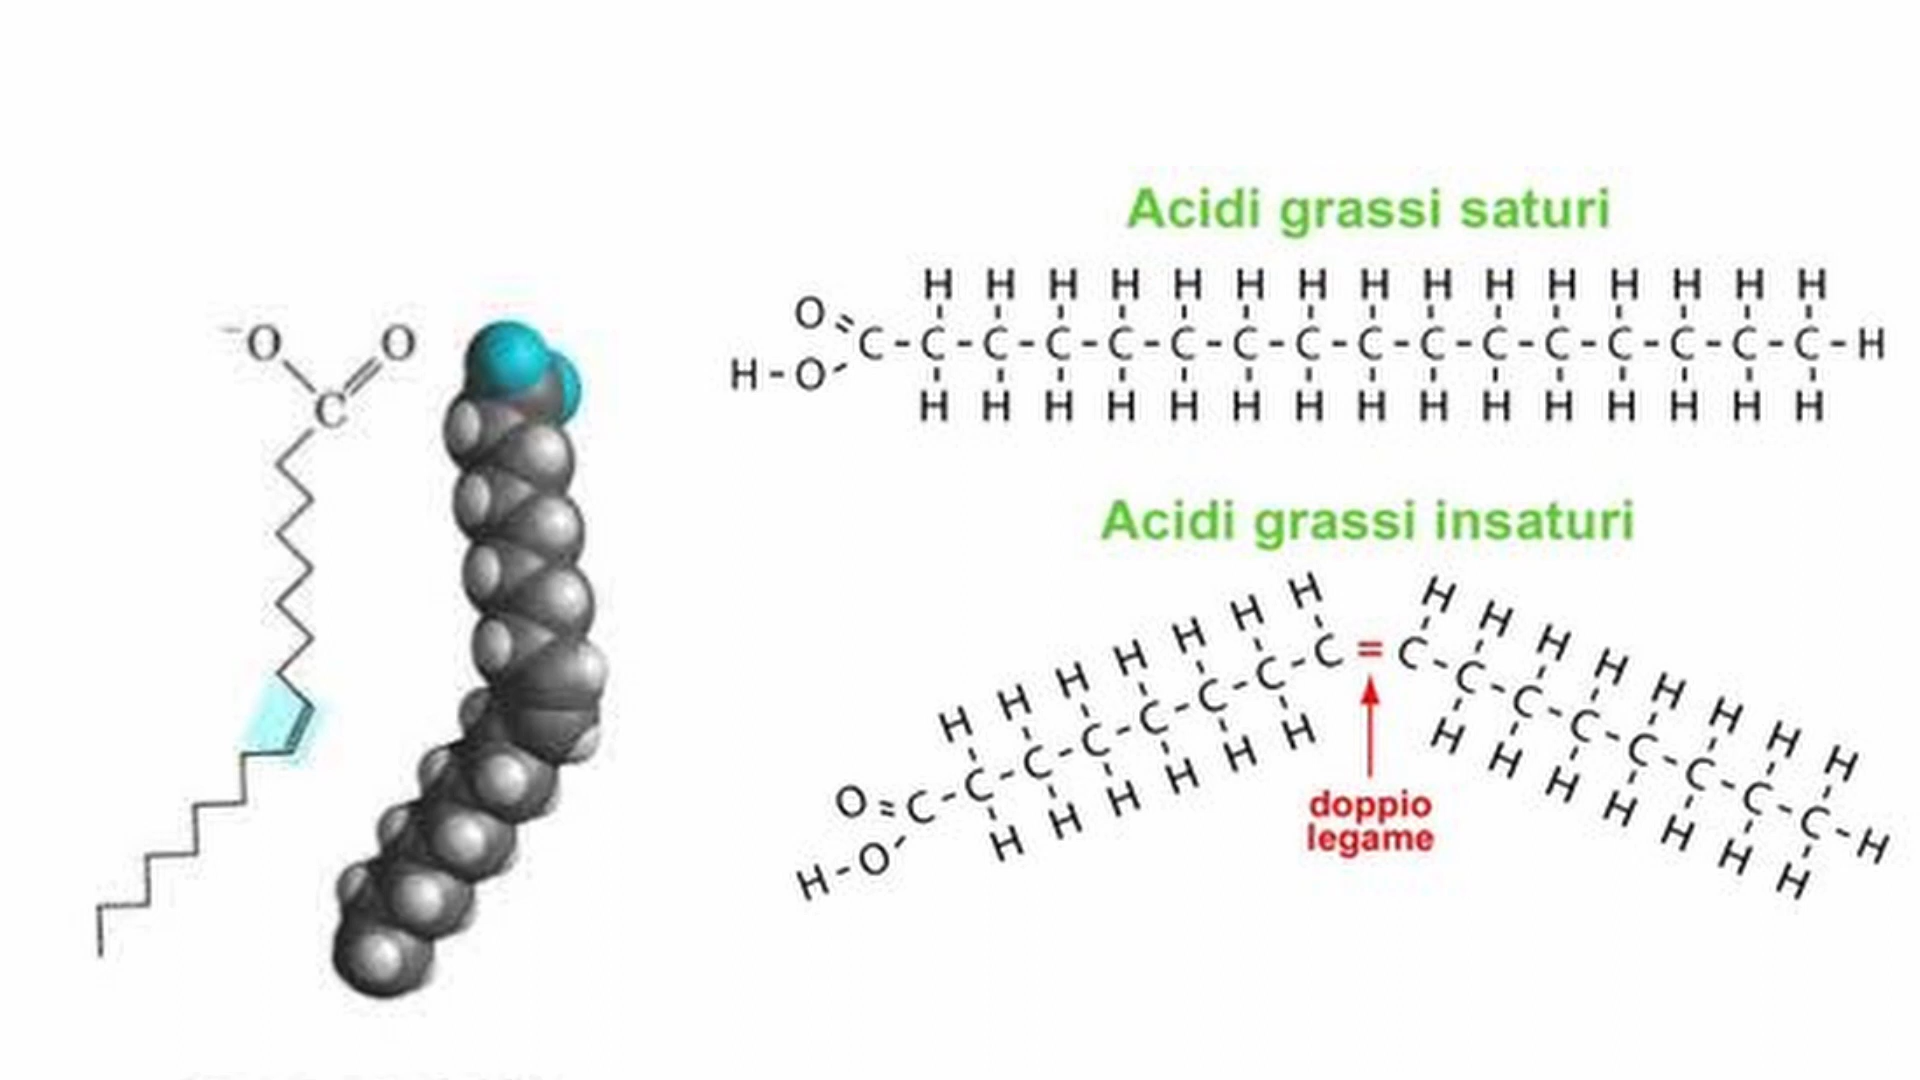 Acidi grassi saturi
H H H H H H H H H H H H H H H
O
C-C-C-C-C-C-C-C-C-C-C-C-C-C-C-C-H
H-O
H H H H H H H H H H H H H H H
⁻O O
C
Acidi grassi insaturi
H H H H H H H H H H H H H H H
O=C-C-C-C-C-C-C-C=C-C-C-C-C-C-C-C-H
H-O
H H H H H H H H H H H H H
doppio
legame